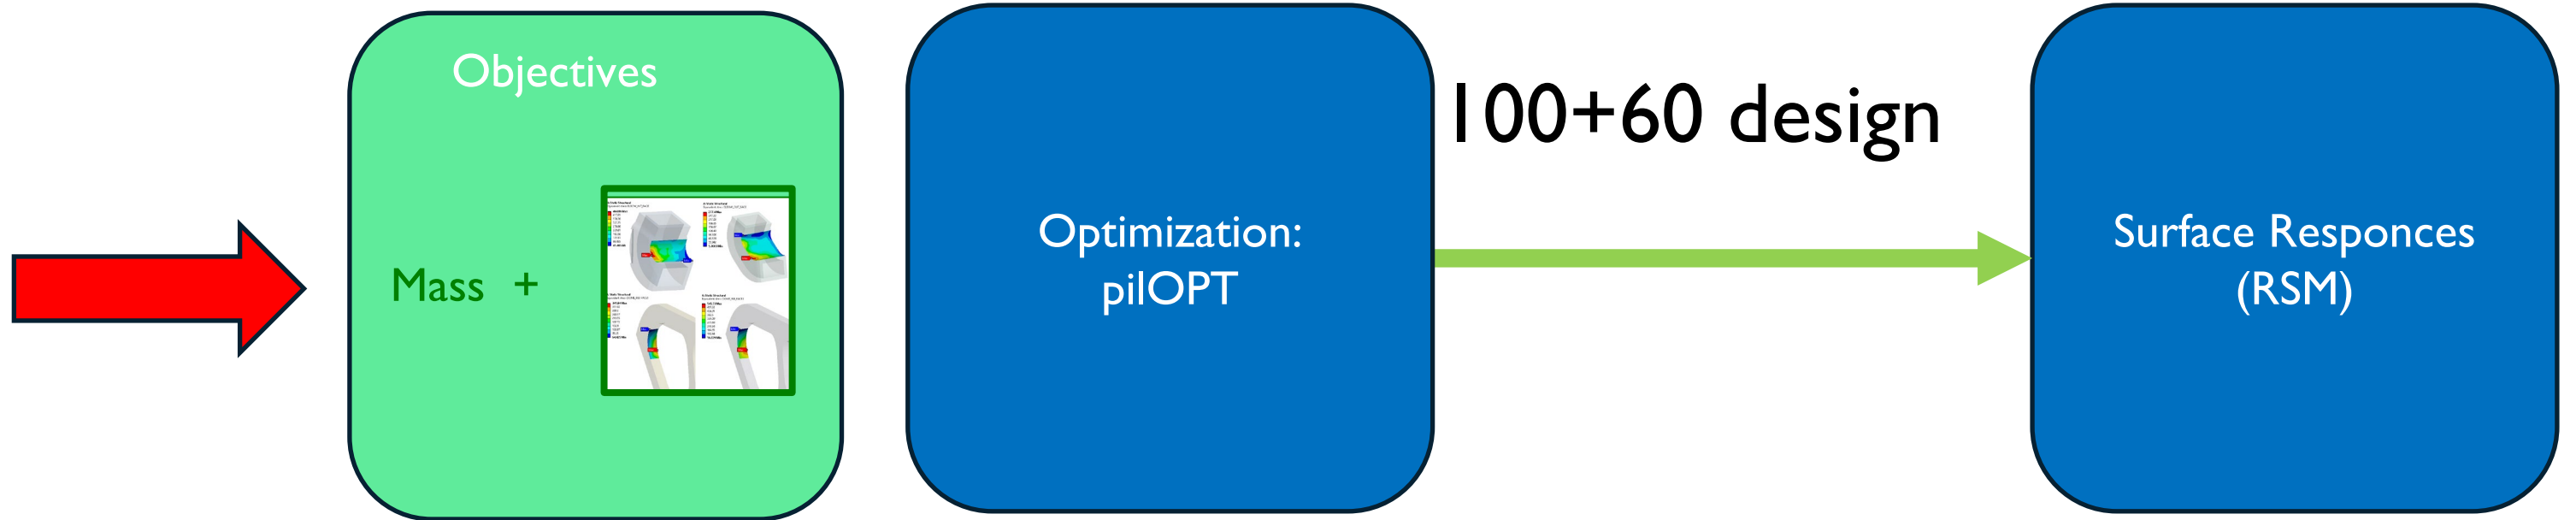 Objectives
Mass +
Optimization:
pilOPT
100+60 design
Surface Responces
(RSM)